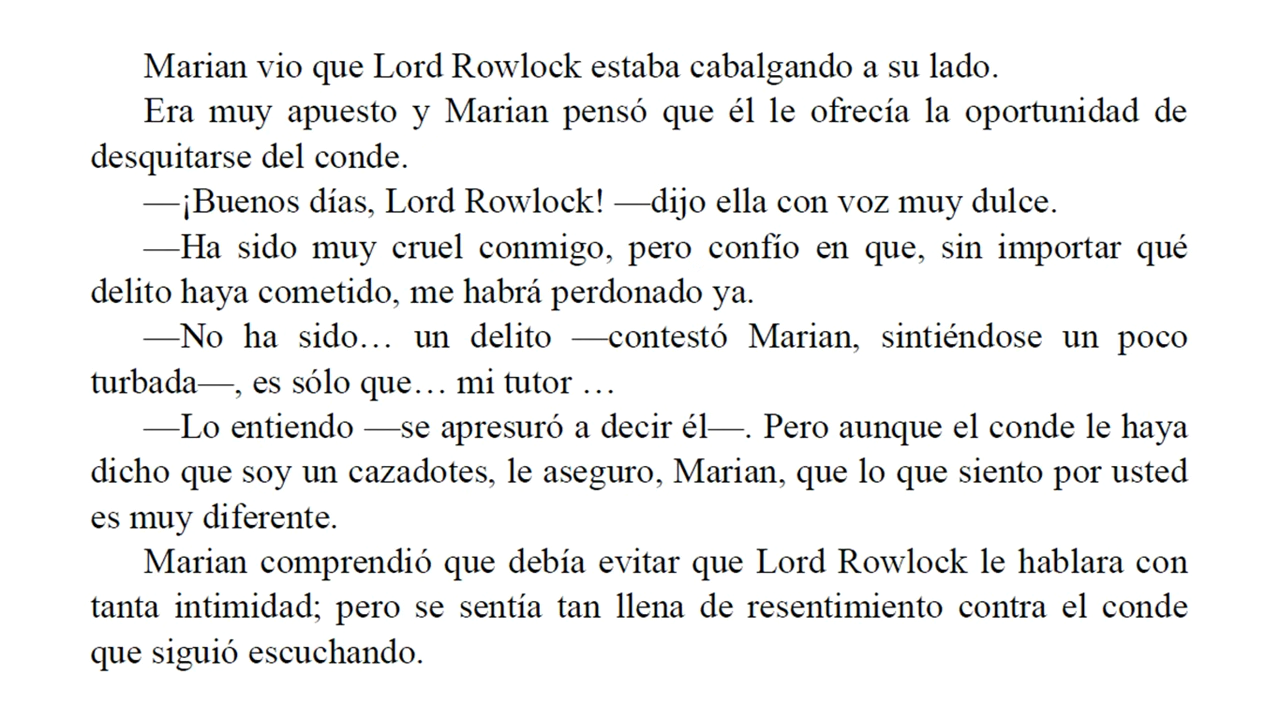 Marian vio que Lord Rowlock estaba cabalgando a su lado.
Era muy apuesto y Marian pensó que él le ofrecía la oportunidad de
desquitarse del conde.
—¡Buenos días, Lord Rowlock! —dijo ella con voz muy dulce.
—Ha sido muy cruel conmigo, pero confío en que, sin importar qué
delito haya cometido, me habrá perdonado ya.
—No ha sido… un delito —contestó Marian, sintiéndose un poco
turbada—, es sólo que… mi tutor …
—Lo entiendo —se apresuró a decir él—. Pero aunque el conde le haya
dicho que soy un cazadotes, le aseguro, Marian, que lo que siento por usted
es muy diferente.
Marian comprendió que debía evitar que Lord Rowlock le hablara con
tanta intimidad; pero se sentía tan llena de resentimiento contra el conde
que siguió escuchando.